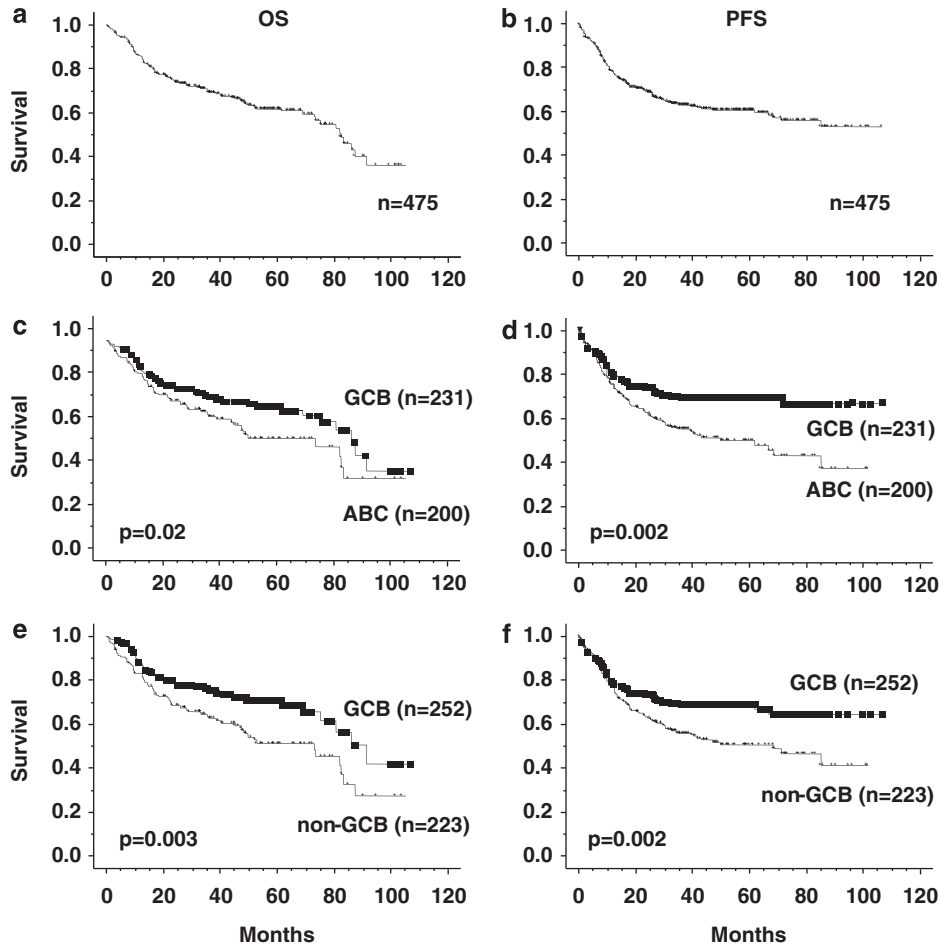 a
OS
Survival
1.0
0.8
0.6
0.4
0.2
0.0
n=475
0 20 40 60 80 100 120
b
PFS
1.0
0.8
0.6
0.4
0.2
0.0
n=475
0 20 40 60 80 100 120
c
Survival
1.0
0.8
0.6
0.4
0.2
0.0
GCB (n=231)
ABC (n=200)
p=0.02
0 20 40 60 80 100 120
d
1.0
0.8
0.6
0.4
0.2
0.0
GCB (n=231)
ABC (n=200)
p=0.002
0 20 40 60 80 100 120
e
Survival
1.0
0.8
0.6
0.4
0.2
0.0
GCB (n=252)
non-GCB (n=223)
p=0.003
0 20 40 60 80 100 120
Months
f
1.0
0.8
0.6
0.4
0.2
0.0
GCB (n=252)
non-GCB (n=223)
p=0.002
0 20 40 60 80 100 120
Months